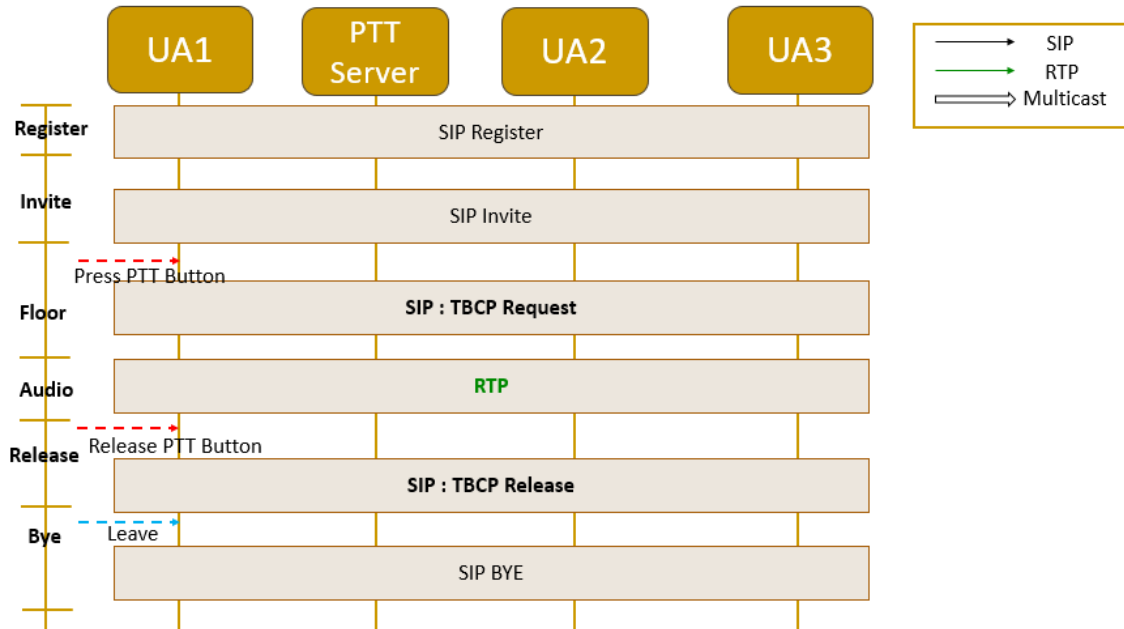 UA1
PTT
Server
UA2
UA3
SIP
RTP
Multicast
Register
SIP Register
Invite
SIP Invite
Press PTT Button
Floor
SIP : TBCP Request
Audio
RTP
Release PTT Button
Release
SIP : TBCP Release
Leave
Bye
SIP BYE